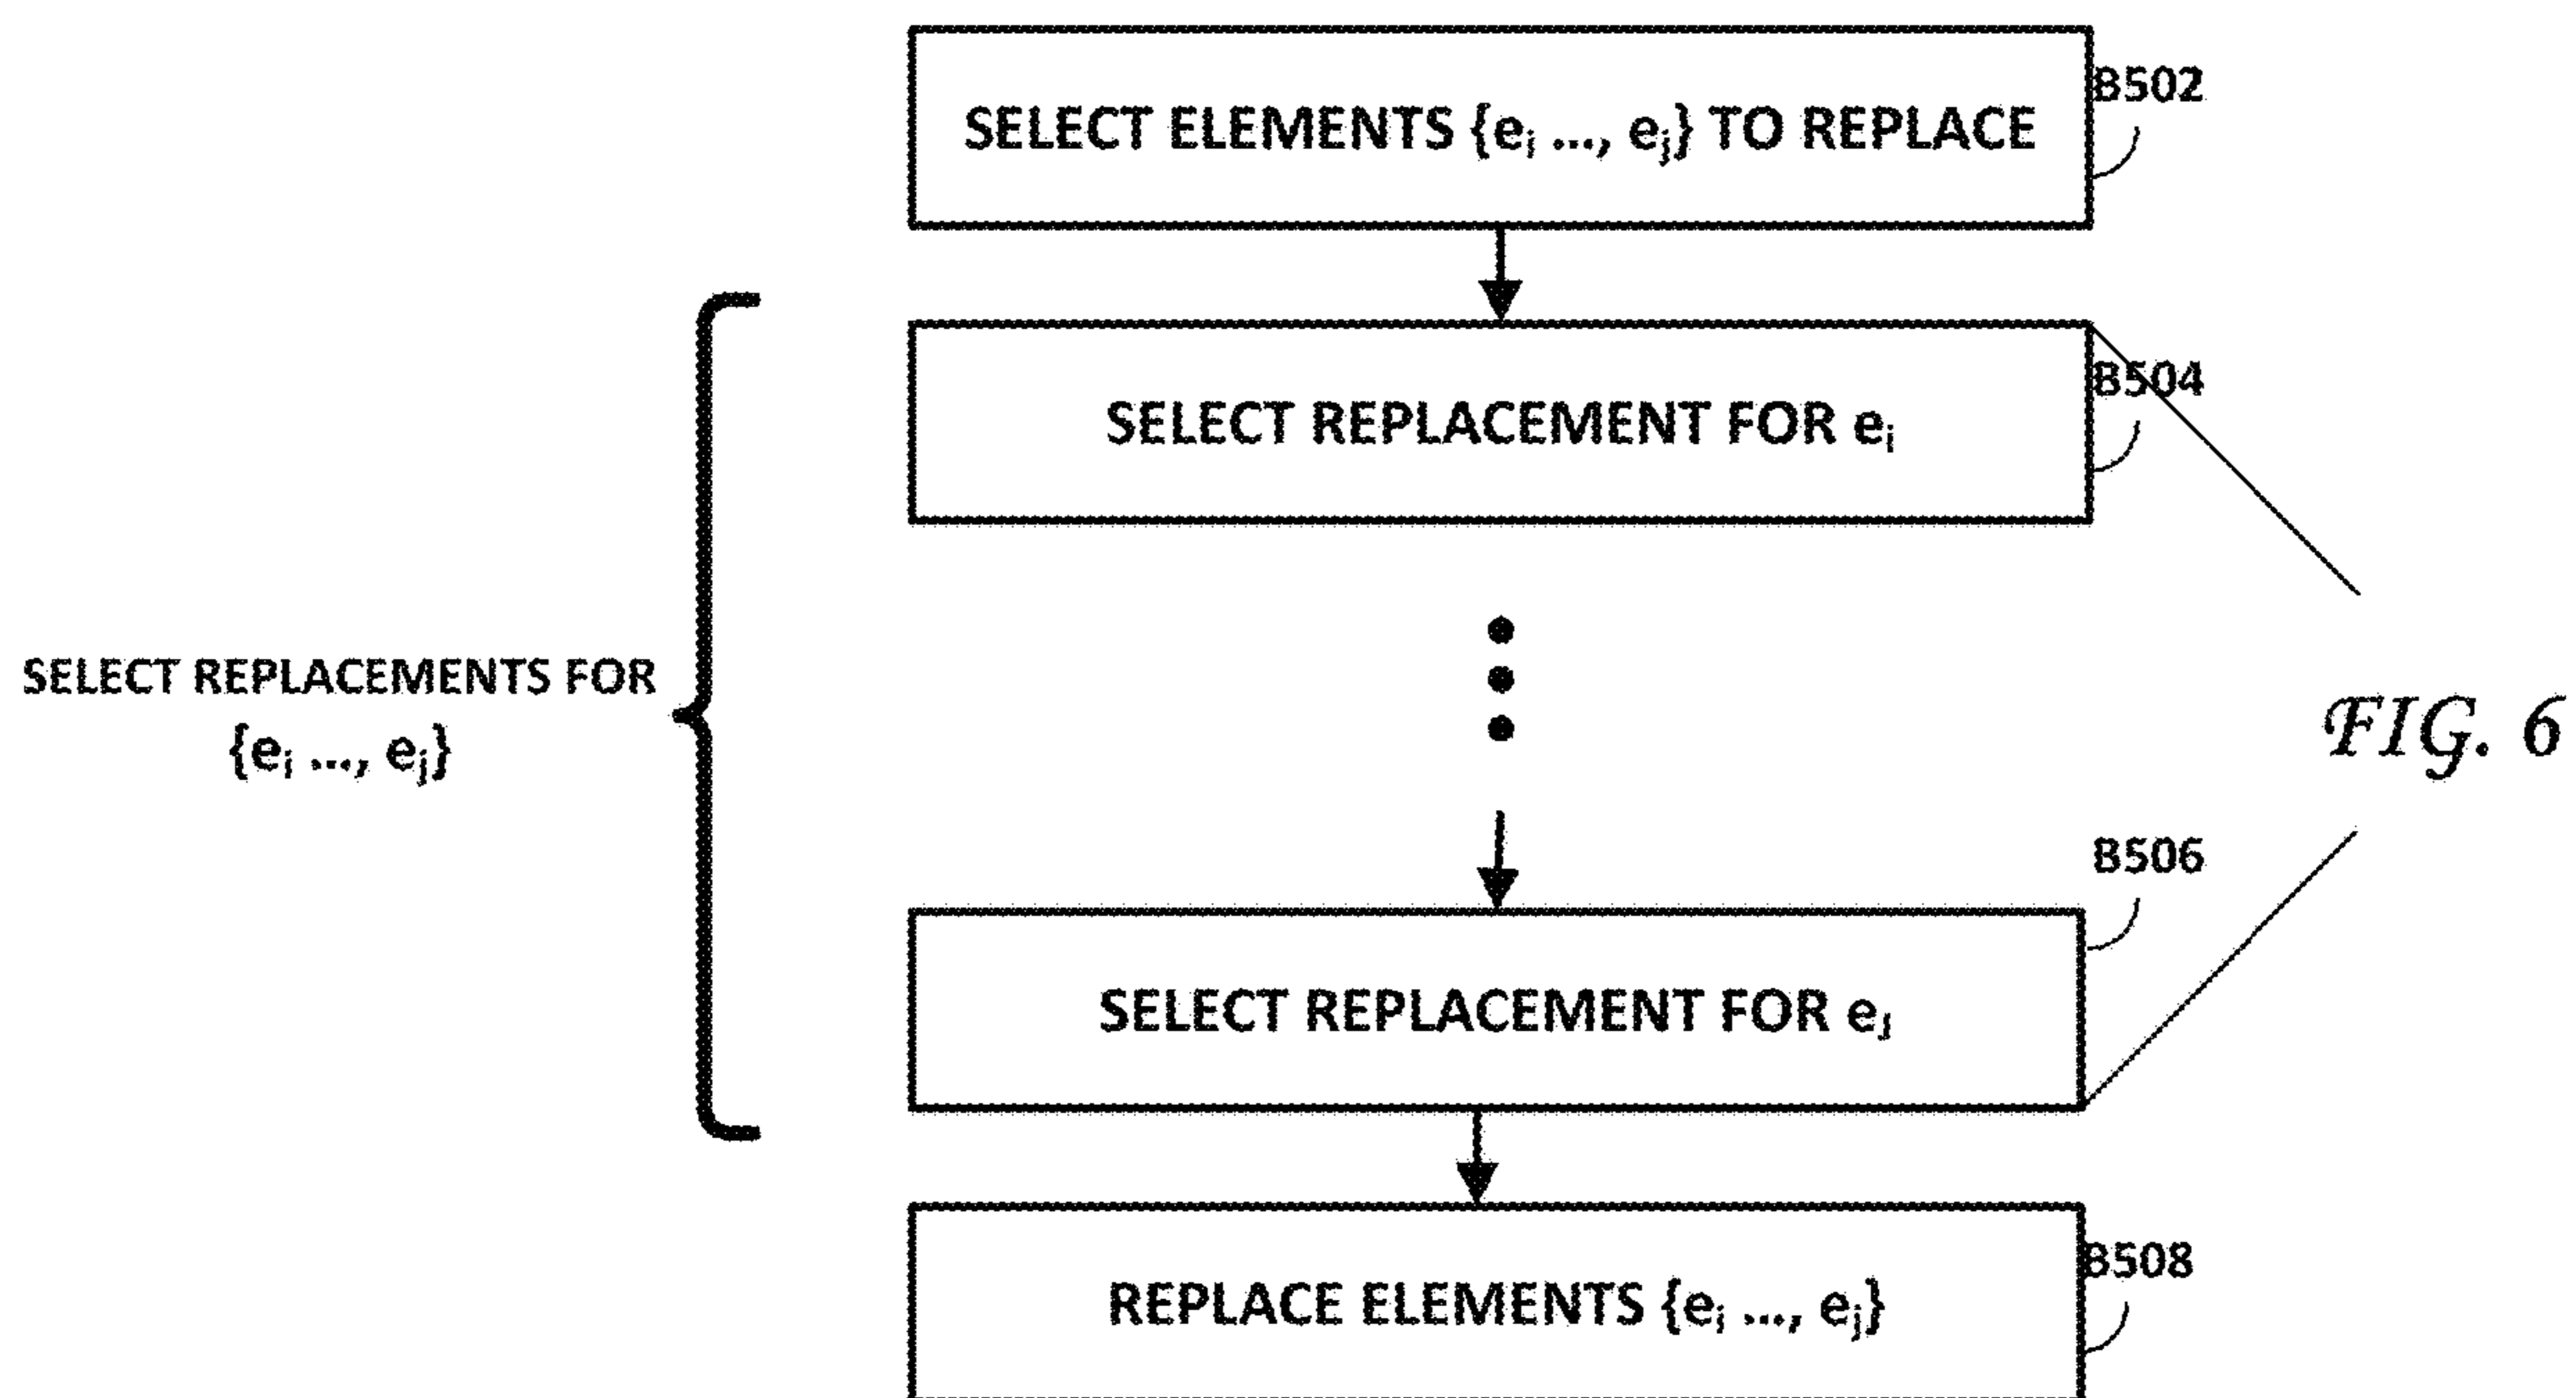 SELECT ELEMENTS {eᵢ ..., eⱼ} TO REPLACE
B502
SELECT REPLACEMENT FOR eᵢ
B504
SELECT REPLACEMENTS FOR
{eᵢ ..., eⱼ}
FIG. 6
B506
SELECT REPLACEMENT FOR eⱼ
B508
REPLACE ELEMENTS {eᵢ ..., eⱼ}